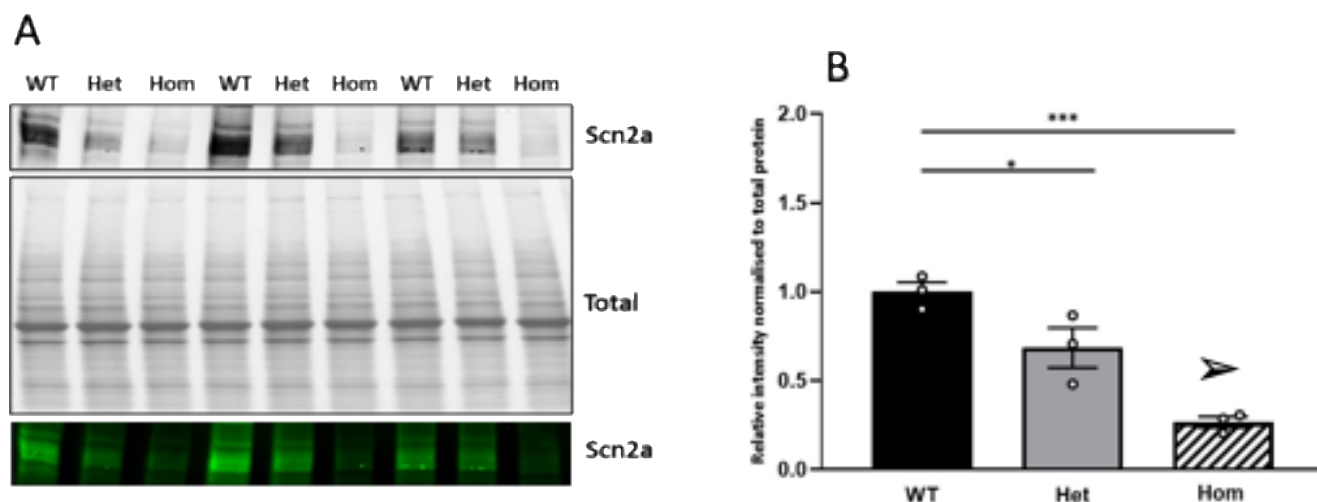 A
WT Het Hom WT Het Hom WT Het Hom
Scn2a
Total
Scn2a
B
Relative intensity normalised to total protein
2.0
1.5
1.0
0.5
0.0
***
*
WT Het Hom